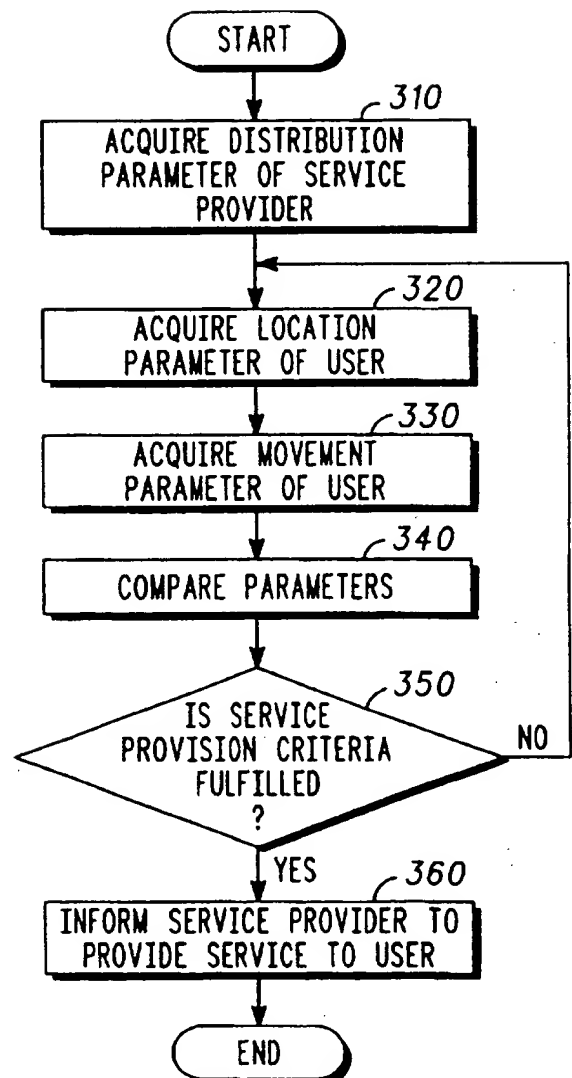 START
310
ACQUIRE DISTRIBUTION
PARAMETER OF SERVICE
PROVIDER
320
ACQUIRE LOCATION
PARAMETER OF USER
330
ACQUIRE MOVEMENT
PARAMETER OF USER
340
COMPARE PARAMETERS
350
IS SERVICE
PROVISION CRITERIA
FULFILLED
?
NO
YES
360
INFORM SERVICE PROVIDER TO
PROVIDE SERVICE TO USER
END